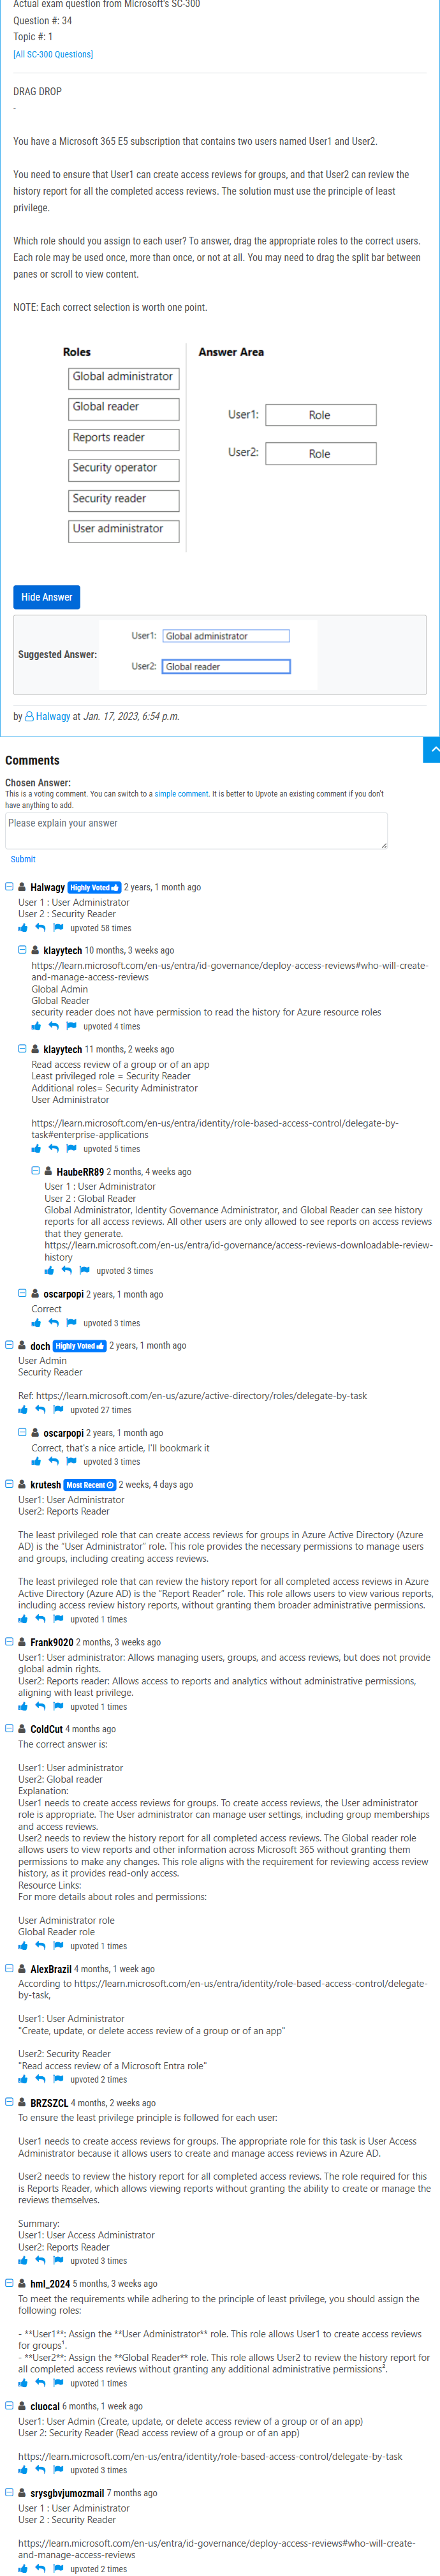 Actual exam question from Microsoft's SC-300
Question #: 34
Topic #: 1
[All SC-300 Questions]
DRAG DROP
-
You have a Microsoft 365 E5 subscription that contains two users named User1 and User2.
You need to ensure that User1 can create access reviews for groups, and that User2 can review the
history report for all the completed access reviews. The solution must use the principle of least
privilege.
Which role should you assign to each user? To answer, drag the appropriate roles to the correct users.
Each role may be used once, more than once, or not at all. You may need to drag the split bar between
panes or scroll to view content.
NOTE: Each correct selection is worth one point.
Roles
Global administrator
Global reader
Reports reader
Security operator
Security reader
User administrator
Answer Area
User1: Role
User2: Role
Hide Answer
Suggested Answer:
User1: Global administrator
User2: Global reader
by Halwagy at Jan. 17, 2023, 6:54 p.m.
Comments
Chosen Answer:
This is a voting comment. You can switch to a simple comment. It is better to Upvote an existing comment if you don't
have anything to add.
Please explain your answer
Submit
Halwagy Highly Voted 2 years, 1 month ago
User 1 : User Administrator
User 2 : Security Reader
upvoted 58 times
klayytech 10 months, 3 weeks ago
https://learn.microsoft.com/en-us/entra/id-governance/deploy-access-reviews#who-will-create-
and-manage-access-reviews
Global Admin
Global Reader
security reader does not have permission to read the history for Azure resource roles
upvoted 4 times
klayytech 11 months, 2 weeks ago
Read access review of a group or of an app
Least privileged role = Security Reader
Additional roles= Security Administrator
User Administrator
https://learn.microsoft.com/en-us/entra/identity/role-based-access-control/delegate-by-
task#enterprise-applications
upvoted 5 times
HaubeRR89 2 months, 4 weeks ago
User 1 : User Administrator
User 2 : Global Reader
Global Administrator, Identity Governance Administrator, and Global Reader can see history
reports for all access reviews. All other users are only allowed to see reports on access reviews
that they generate.
https://learn.microsoft.com/en-us/entra/id-governance/access-reviews-downloadable-review-
history
upvoted 3 times
oscarpopi 2 years, 1 month ago
Correct
upvoted 3 times
doch Highly Voted 2 years, 1 month ago
User Admin
Security Reader
Ref: https://learn.microsoft.com/en-us/azure/active-directory/roles/delegate-by-task
upvoted 27 times
oscarpopi 2 years, 1 month ago
Correct, that's a nice article, I'll bookmark it
upvoted 3 times
krutesh Most Recent 2 weeks, 4 days ago
User1: User Administrator
User2: Reports Reader
The least privileged role that can create access reviews for groups in Azure Active Directory (Azure
AD) is the "User Administrator" role. This role provides the necessary permissions to manage users
and groups, including creating access reviews.
The least privileged role that can review the history report for all completed access reviews in Azure
Active Directory (Azure AD) is the "Report Reader" role. This role allows users to view various reports,
including access review history reports, without granting them broader administrative permissions.
upvoted 1 times
Frank9020 2 months, 3 weeks ago
User1: User administrator: Allows managing users, groups, and access reviews, but does not provide
global admin rights.
User2: Reports reader: Allows access to reports and analytics without administrative permissions,
aligning with least privilege.
upvoted 1 times
ColdCut 4 months ago
The correct answer is:
User1: User administrator
User2: Global reader
Explanation:
User1 needs to create access reviews for groups. To create access reviews, the User administrator
role is appropriate. The User administrator can manage user settings, including group memberships
and access reviews.
User2 needs to review the history report for all completed access reviews. The Global reader role
allows users to view reports and other information across Microsoft 365 without granting them
permissions to make any changes. This role aligns with the requirement for reviewing access review
history, as it provides read-only access.
Resource Links:
For more details about roles and permissions:
User Administrator role
Global Reader role
upvoted 1 times
AlexBrazil 4 months, 1 week ago
According to https://learn.microsoft.com/en-us/entra/identity/role-based-access-control/delegate-
by-task,
User1: User Administrator
"Create, update, or delete access review of a group or of an app"
User2: Security Reader
"Read access review of a Microsoft Entra role"
upvoted 2 times
BRZSZCL 4 months, 2 weeks ago
To ensure the least privilege principle is followed for each user:
User1 needs to create access reviews for groups. The appropriate role for this task is User Access
Administrator because it allows users to create and manage access reviews in Azure AD.
User2 needs to review the history report for all completed access reviews. The role required for this
is Reports Reader, which allows viewing reports without granting the ability to create or manage the
reviews themselves.
Summary:
User1: User Access Administrator
User2: Reports Reader
upvoted 3 times
hml_2024 5 months, 3 weeks ago
To meet the requirements while adhering to the principle of least privilege, you should assign the
following roles:
- **User1**: Assign the **User Administrator** role. This role allows User1 to create access reviews
for groups¹.
- **User2**: Assign the **Global Reader** role. This role allows User2 to review the history report for
all completed access reviews without granting any additional administrative permissions².
upvoted 1 times
cluocal 6 months, 1 week ago
User1: User Admin (Create, update, or delete access review of a group or of an app)
User 2: Security Reader (Read access review of a group or of an app)
https://learn.microsoft.com/en-us/entra/identity/role-based-access-control/delegate-by-task
upvoted 3 times
srysgbvjumozmail 7 months ago
User 1 : User Administrator
User 2 : Security Reader
https://learn.microsoft.com/en-us/entra/id-governance/deploy-access-reviews#who-will-create-
and-manage-access-reviews
upvoted 2 times